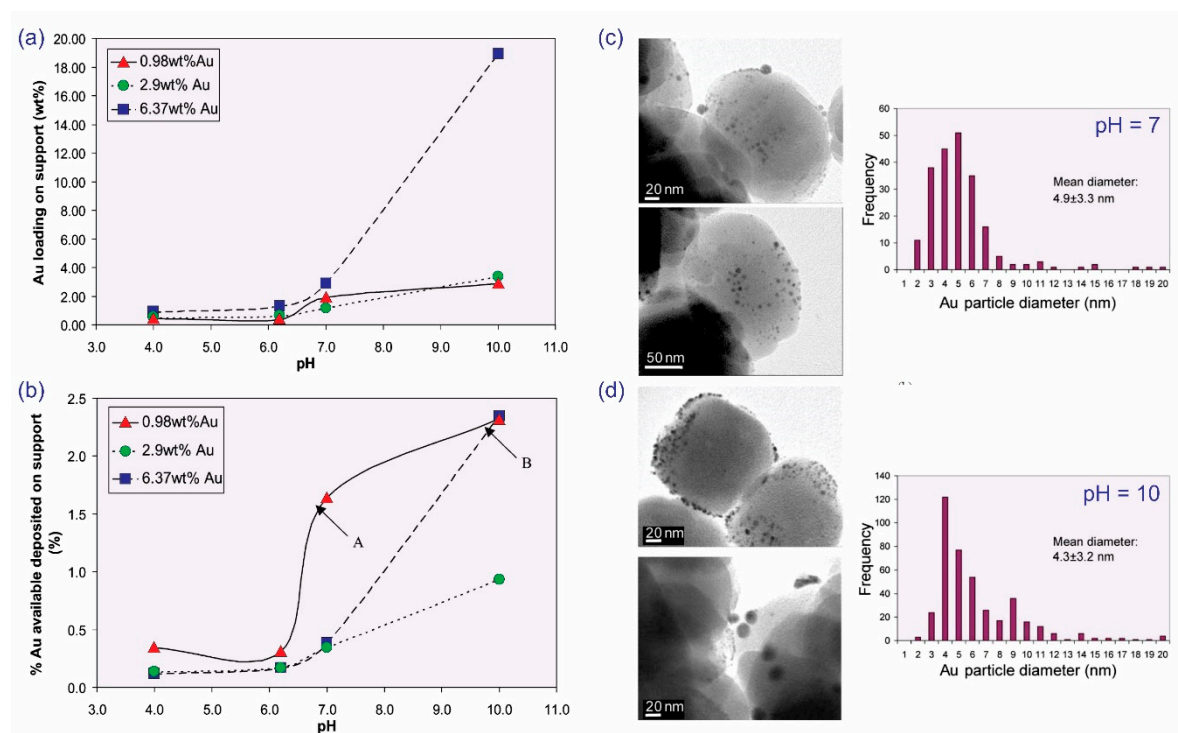 (a)
20.00
18.00
16.00
14.00
12.00
10.00
8.00
6.00
4.00
2.00
0.00
Au loading on support (wt%)
0.98wt%Au
2.9wt% Au
6.37wt% Au
3.0 4.0 5.0 6.0 7.0 8.0 9.0 10.0 11.0
pH
(b)
2.5
2.0
1.5
1.0
0.5
0.0
% Au available deposited on support
(%)
0.98wt%Au
2.9wt% Au
6.37wt% Au
A
B
3.0 4.0 5.0 6.0 7.0 8.0 9.0 10.0 11.0
pH
(c)
20 nm
50 nm
60
50
40
30
20
10
0
Frequency
pH = 7
Mean diameter:
4.9±3.3 nm
1 2 3 4 5 6 7 8 9 10 11 12 13 14 15 16 17 18 19 20
Au particle diameter (nm)
(d)
20 nm
20 nm
140
120
100
80
60
40
20
0
Frequency
pH = 10
Mean diameter:
4.3±3.2 nm
1 2 3 4 5 6 7 8 9 10 11 12 13 14 15 16 17 18 19 20
Au particle diameter (nm)